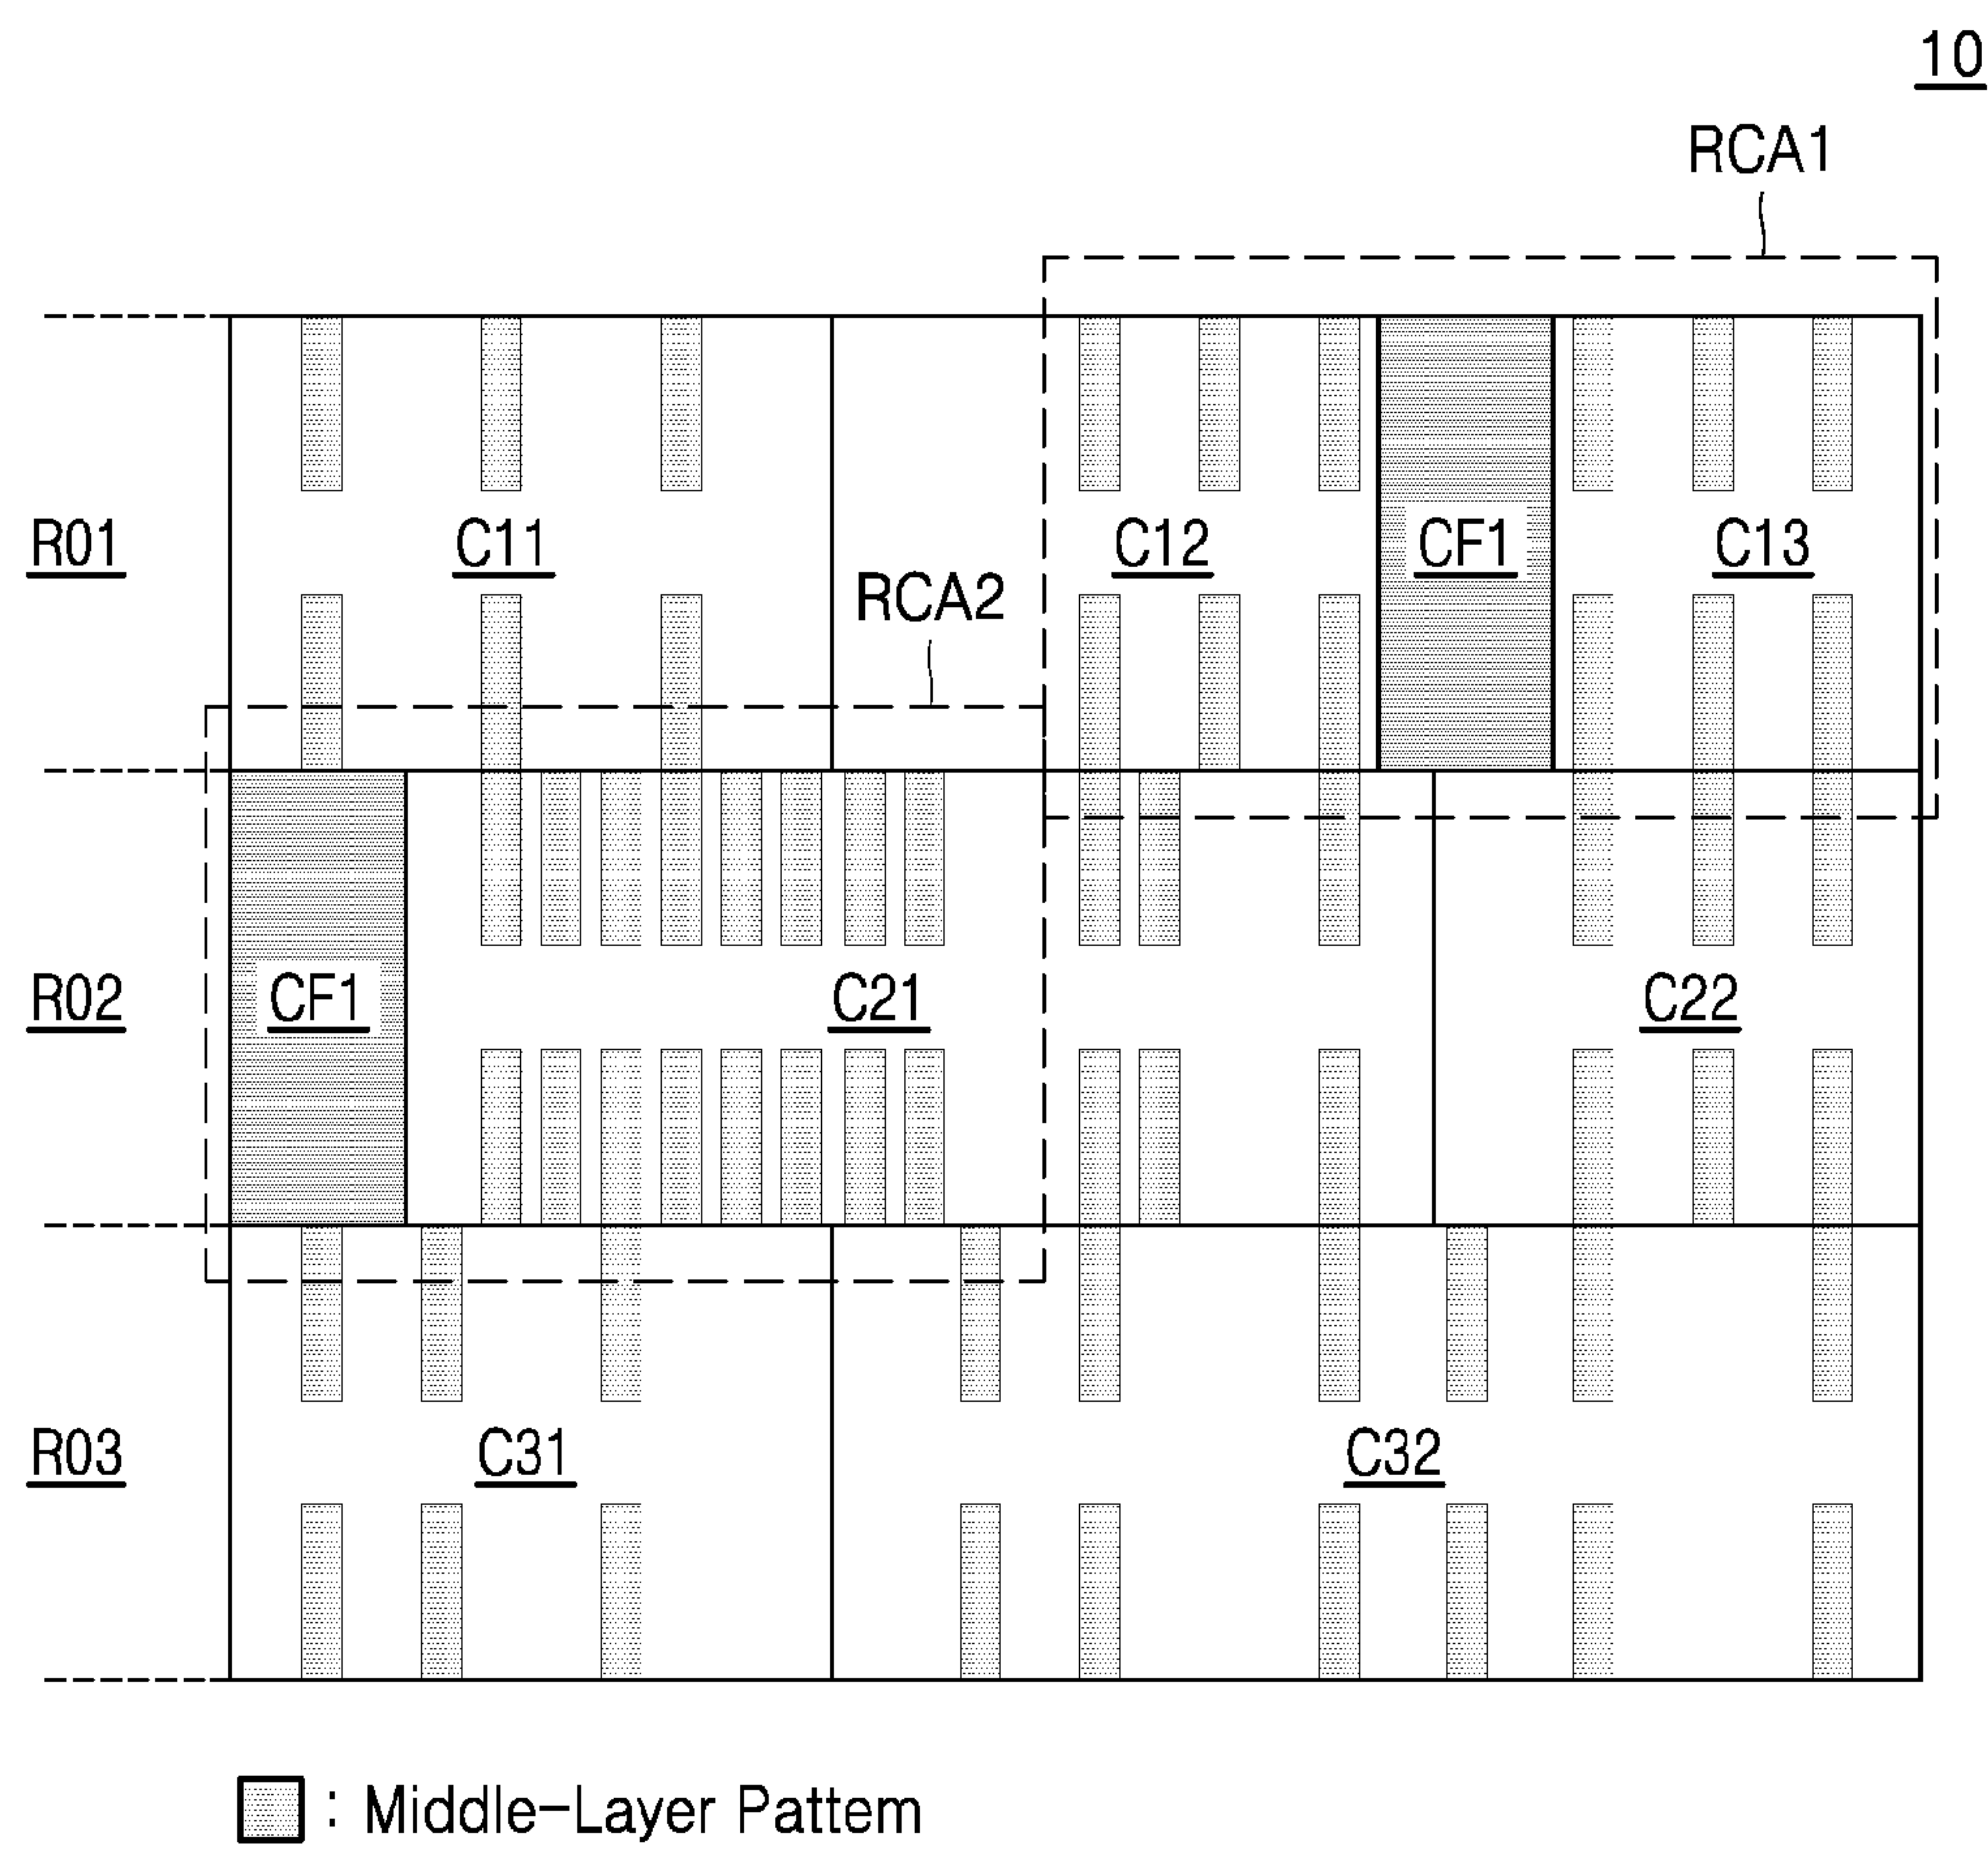 10
RCA1
R01
C11
C12
CF1
C13
RCA2
R02
CF1
C21
C22
R03
C31
C32
: Middle-Layer Pattem